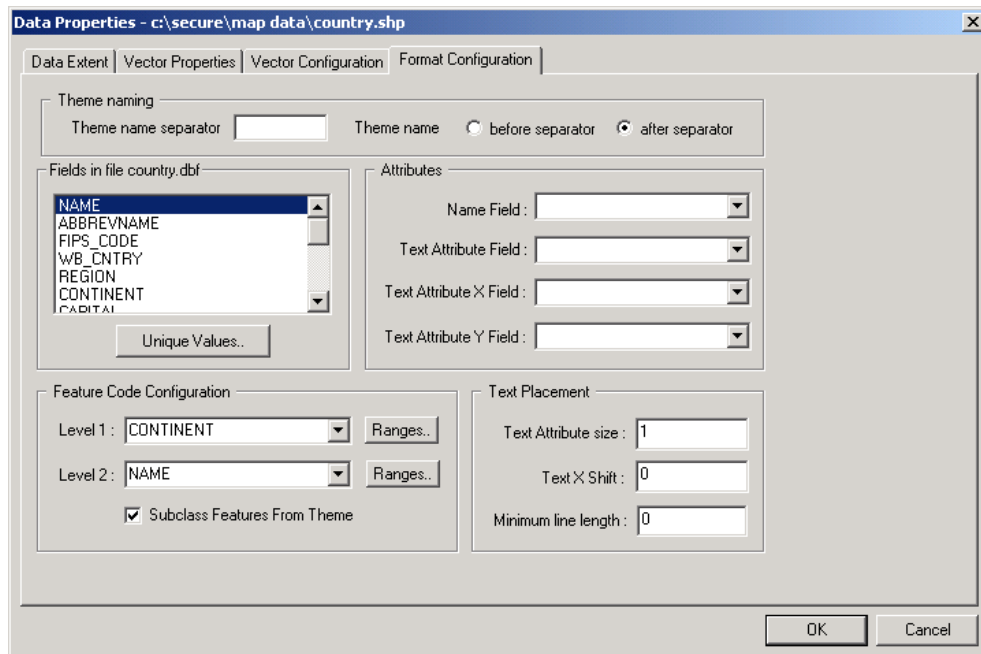 Data Properties - c:\secure\map data\country.shp
Data Extent Vector Properties Vector Configuration Format Configuration
Theme naming
Theme name separator Theme name before separator after separator
Fields in file country.dbf
NAME
ABBREVNAME
FIPS_CODE
WB_CNTRY
REGION
CONTINENT
CAPITAL
Unique Values..
Attributes
Name Field :
Text Attribute Field :
Text Attribute X Field :
Text Attribute Y Field :
Feature Code Configuration
Level 1 : CONTINENT Ranges..
Level 2 : NAME Ranges..
Subclass Features From Theme
Text Placement
Text Attribute size : 1
Text X Shift : 0
Minimum line length : 0
OK Cancel